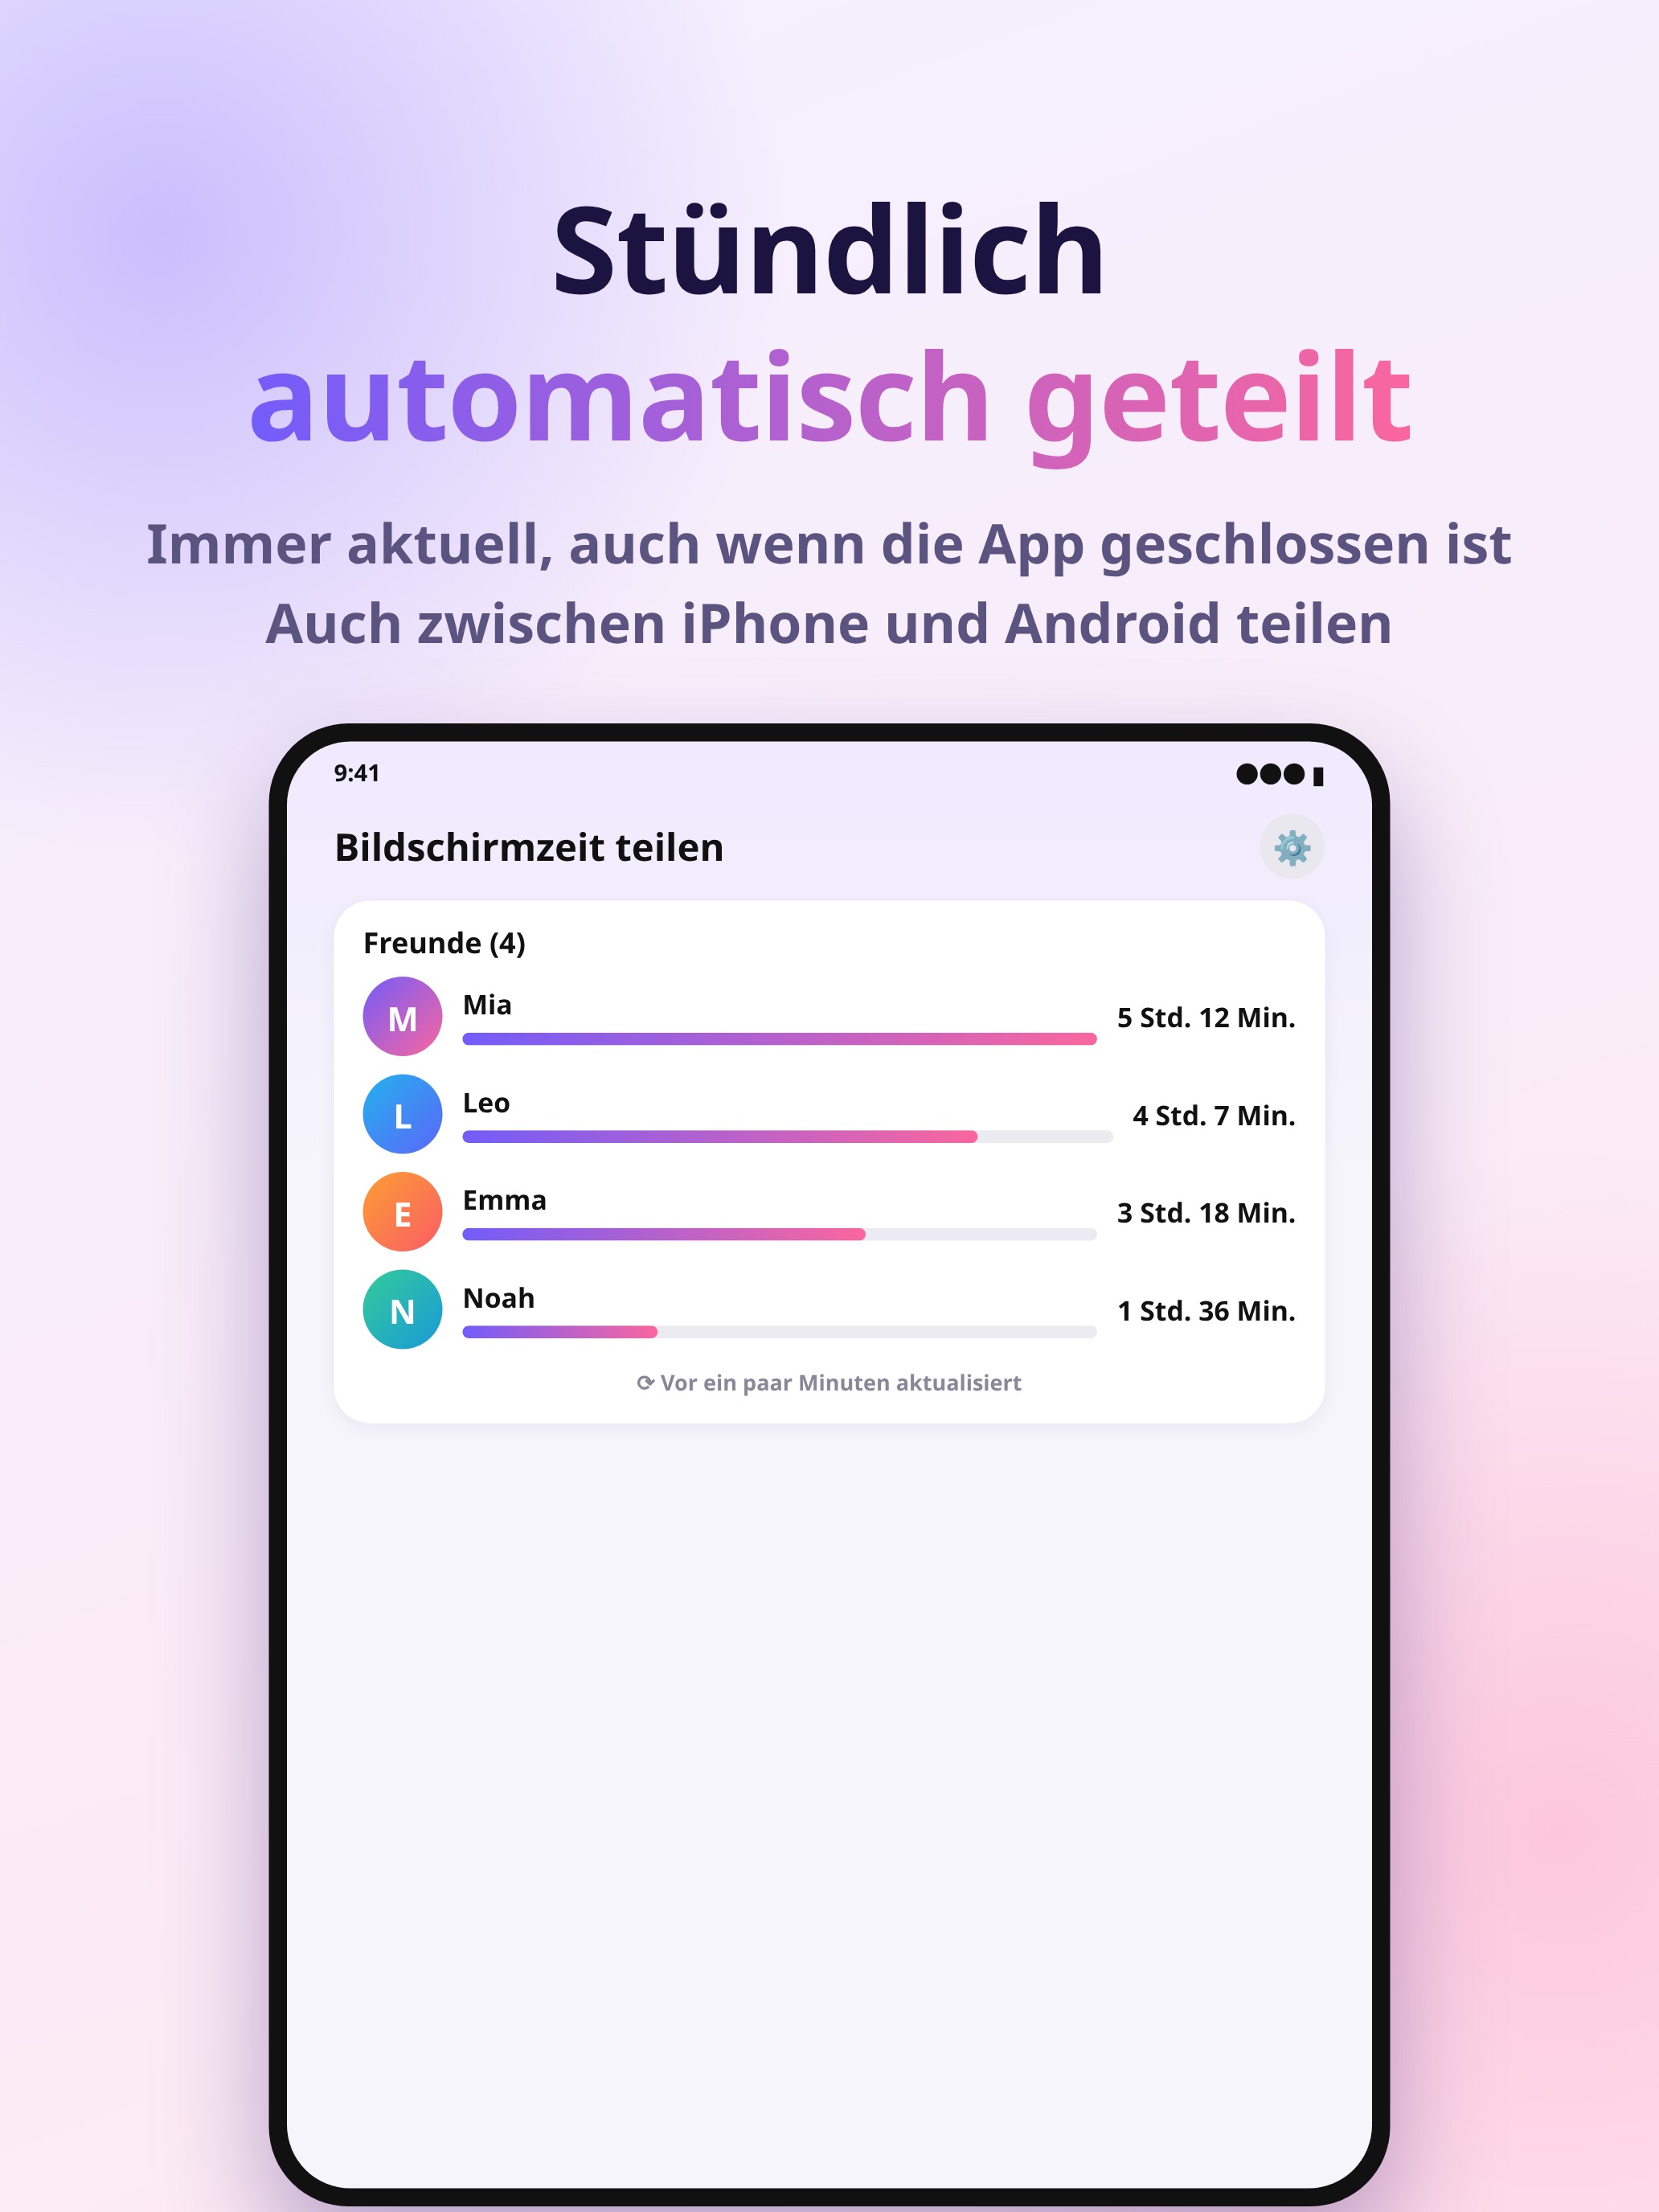 Stündlich
automatisch geteilt
Immer aktuell, auch wenn die App geschlossen ist
Auch zwischen iPhone und Android teilen
9:41
Bildschirmzeit teilen
Freunde (4)
M
Mia
5 Std. 12 Min.
L
Leo
4 Std. 7 Min.
E
Emma
3 Std. 18 Min.
N
Noah
1 Std. 36 Min.
⟳ Vor ein paar Minuten aktualisiert